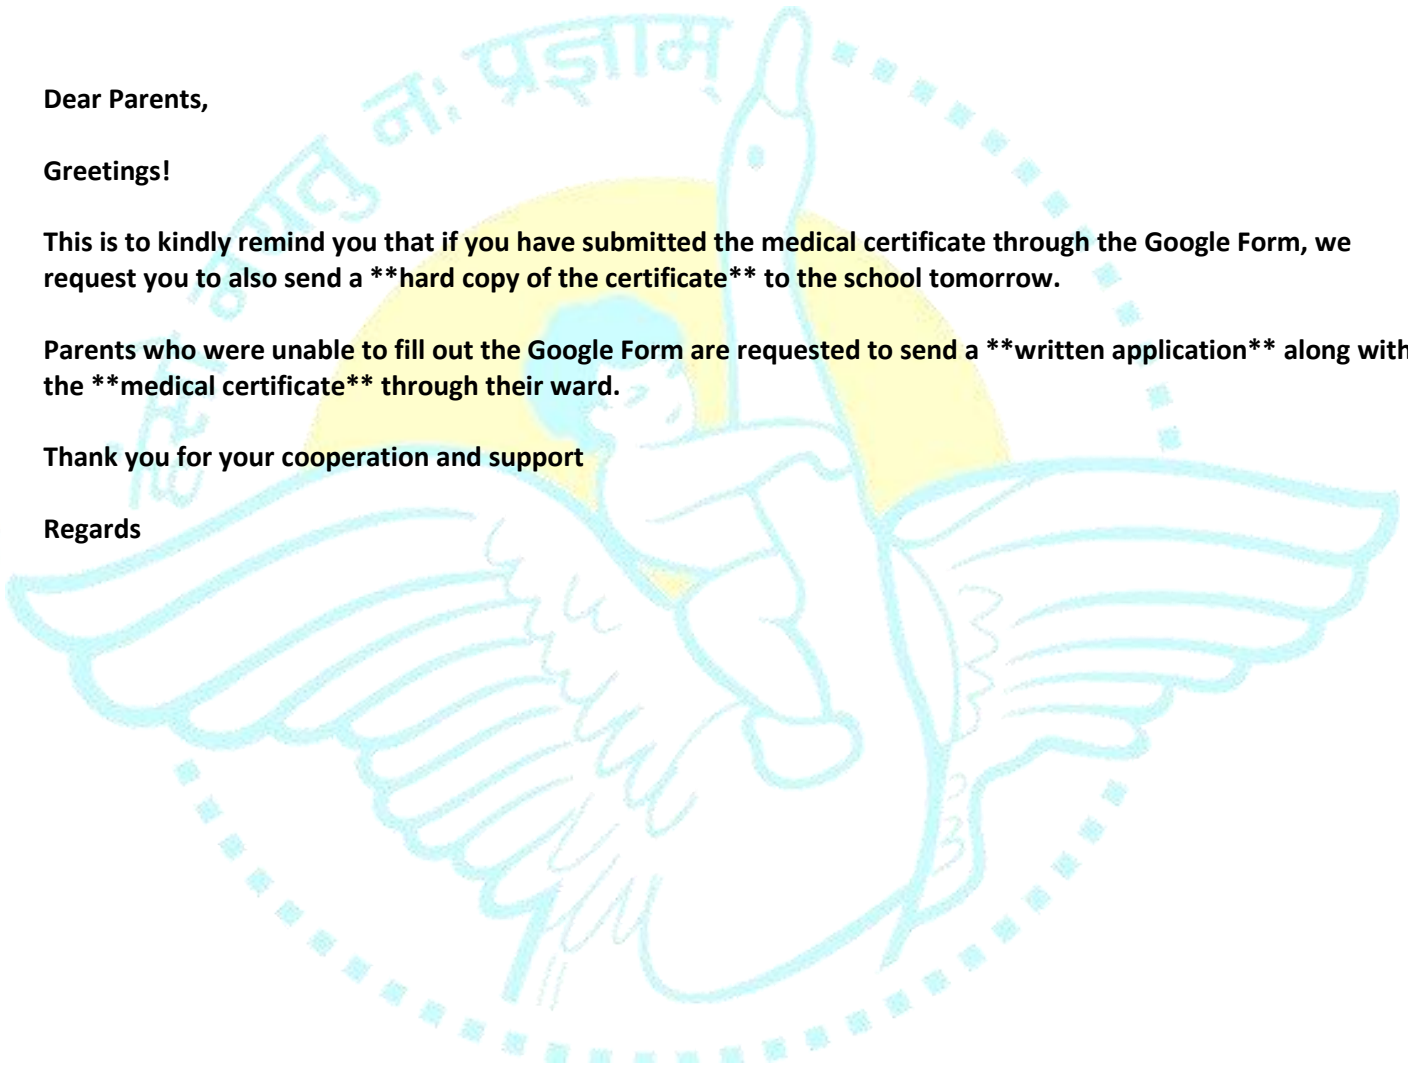 हंसो नयतु नः प्रज्ञाम्
Dear Parents,
Greetings!
This is to kindly remind you that if you have submitted the medical certificate through the Google Form, we
request you to also send a **hard copy of the certificate** to the school tomorrow.
Parents who were unable to fill out the Google Form are requested to send a **written application** along with
the **medical certificate** through their ward.
Thank you for your cooperation and support
Regards